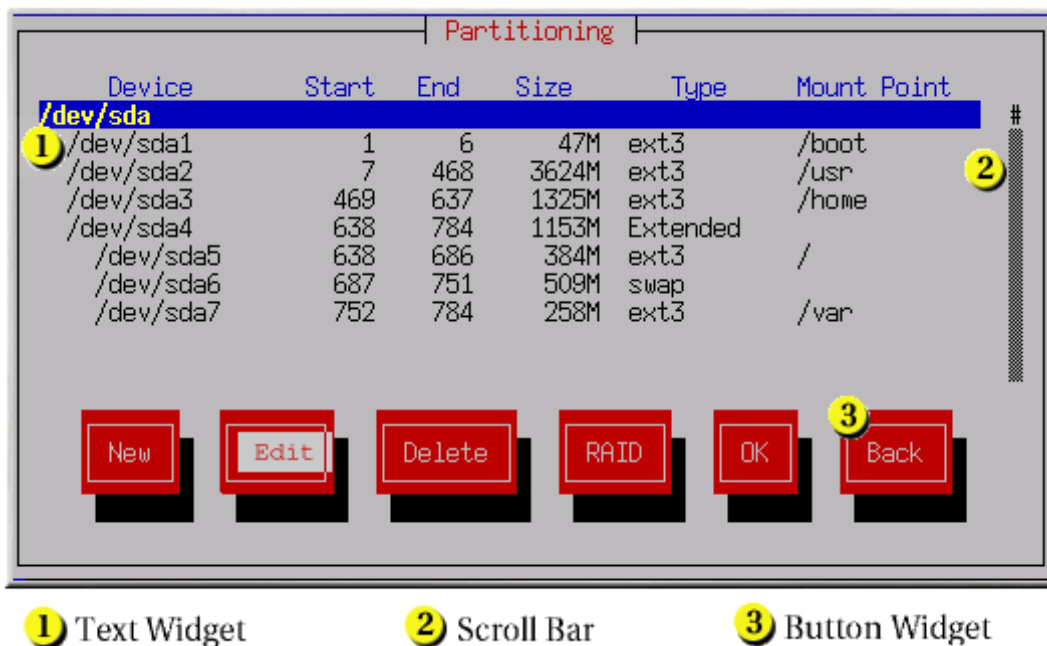 Partitioning
Device Start End Size Type Mount Point
/dev/sda #
1 /dev/sda1 1 6 47M ext3 /boot
/dev/sda2 7 468 3624M ext3 /usr 2
/dev/sda3 469 637 1325M ext3 /home
/dev/sda4 638 784 1153M Extended
/dev/sda5 638 686 384M ext3 /
/dev/sda6 687 751 509M swap
/dev/sda7 752 784 258M ext3 /var
3
New Edit Delete RAID OK Back
1 Text Widget 2 Scroll Bar 3 Button Widget